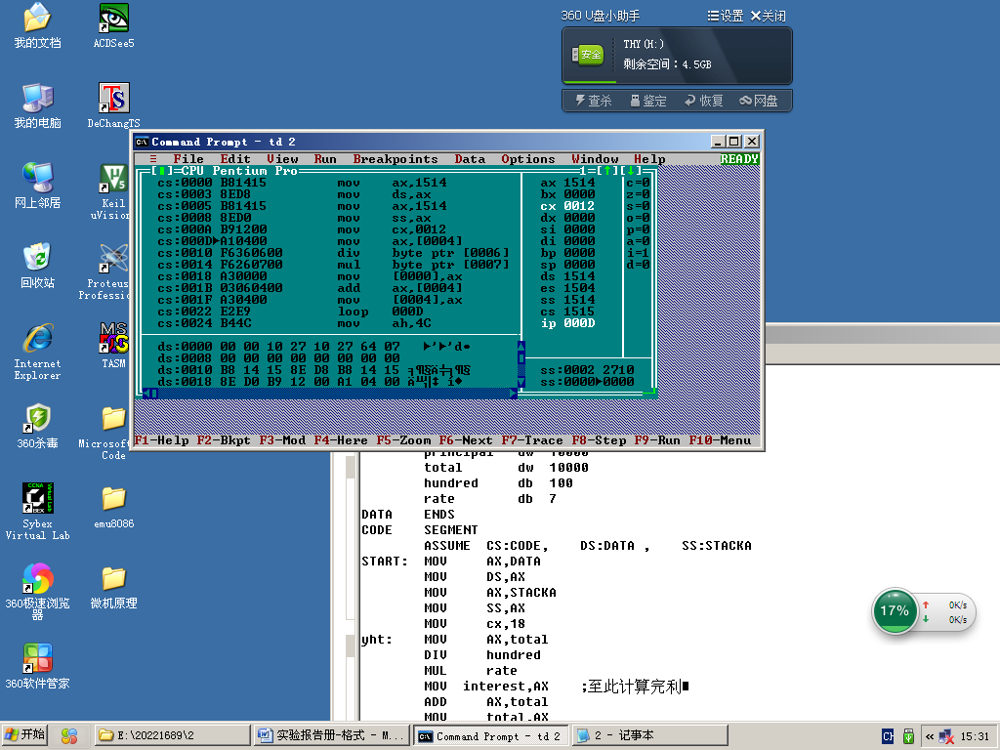 我的文档
ACDSee5
我的电脑
DeChangTS
网上邻居
Keil
uVision
回收站
Proteus
Professio
Internet
Explorer
MASM
TASM
360杀毒
Microsoft
Code
Sybex
Virtual Lab
emu8086
360极速浏览
器
微机原理
360软件管家
360 U盘小助手 设置 关闭
安全
THY(H:)
剩余空间：4.5GB
查杀 鉴定 恢复 网盘
Command Prompt - td 2
≡ File Edit View Run Breakpoints Data Options Window Help READY
CPU Pentium Pro 1
cs:0000 B81415 mov ax,1514 ax 1514 c=0
cs:0003 8ED8 mov ds,ax bx 0000 z=0
cs:0005 B81415 mov ax,1514 cx 0012 s=0
cs:0008 8ED0 mov ss,ax dx 0000 o=0
cs:000A B91200 mov cx,0012 si 0000 p=0
cs:000D►A10400 mov ax,[0004] di 0000 a=0
cs:0010 F6360600 div byte ptr [0006] bp 0000 i=1
cs:0014 F6260700 mul byte ptr [0007] sp 0000 d=0
cs:0018 A30000 mov [0000],ax ds 1514
cs:001B 03060400 add ax,[0004] es 1504
cs:001F A30400 mov [0004],ax ss 1514
cs:0022 E2E9 loop 000D cs 1515
cs:0024 B44C mov ah,4C ip 000D
ds:0000 00 00 10 27 10 27 64 07 ►'►'d•
ds:0008 00 00 00 00 00 00 00 00
ds:0010 B8 14 15 8E D8 B8 14 15 ss:0002 2710
ds:0018 8E D0 B9 12 00 A1 04 00 ss:0000►0000
F1-Help F2-Bkpt F3-Mod F4-Here F5-Zoom F6-Next F7-Trace F8-Step F9-Run F10-Menu
principal dw 10000
total dw 10000
hundred db 100
rate db 7
DATA ENDS
CODE SEGMENT
ASSUME CS:CODE, DS:DATA , SS:STACKA
START: MOV AX,DATA
MOV DS,AX
MOV AX,STACKA
MOV SS,AX
MOV cx,18
yht: MOV AX,total
DIV hundred
MUL rate
MOV interest,AX ;至此计算完利
ADD AX,total
MOV total,AX
17% 0K/s
0K/s
开始 E:\20221689\2 实验报告册-格式 - M... Command Prompt - td 2 2 - 记事本 CH « 15:31